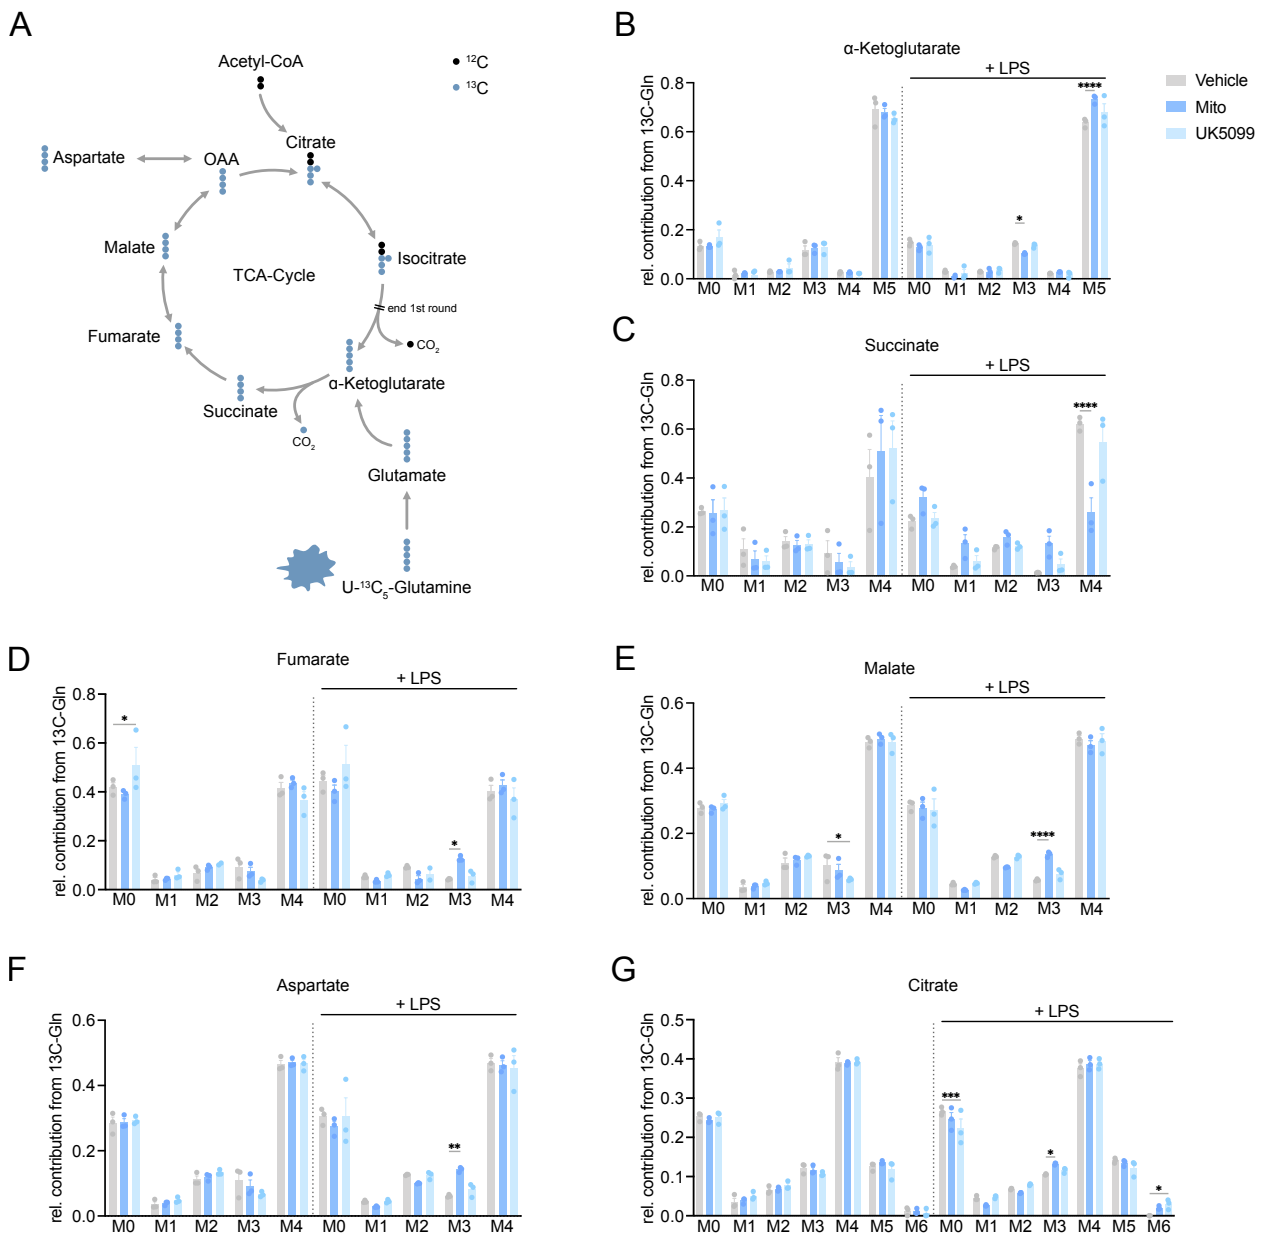 A
Acetyl-CoA
12C
13C
Citrate
Aspartate
OAA
Malate
Isocitrate
TCA-Cycle
end 1st round
CO2
Fumarate
α-Ketoglutarate
Succinate
CO2
Glutamate
U-13C5-Glutamine
B
α-Ketoglutarate
+ LPS
Vehicle
Mito
UK5099
rel. contribution from 13C-Gln
0.8
0.6
0.4
0.2
0.0
* ****
M0 M1 M2 M3 M4 M5 M0 M1 M2 M3 M4 M5
C
Succinate
+ LPS
rel. contribution from 13C-Gln
0.8
0.6
0.4
0.2
0.0
****
M0 M1 M2 M3 M4 M0 M1 M2 M3 M4
D
Fumarate
+ LPS
rel. contribution from 13C-Gln
0.8
0.6
0.4
0.2
0.0
* *
M0 M1 M2 M3 M4 M0 M1 M2 M3 M4
E
Malate
+ LPS
rel. contribution from 13C-Gln
0.6
0.4
0.2
0.0
* ****
M0 M1 M2 M3 M4 M0 M1 M2 M3 M4
F
Aspartate
+ LPS
rel. contribution from 13C-Gln
0.6
0.4
0.2
0.0
**
M0 M1 M2 M3 M4 M0 M1 M2 M3 M4
G
Citrate
+ LPS
rel. contribution from 13C-Gln
0.5
0.4
0.3
0.2
0.1
0.0
*** * *
M0 M1 M2 M3 M4 M5 M6 M0 M1 M2 M3 M4 M5 M6